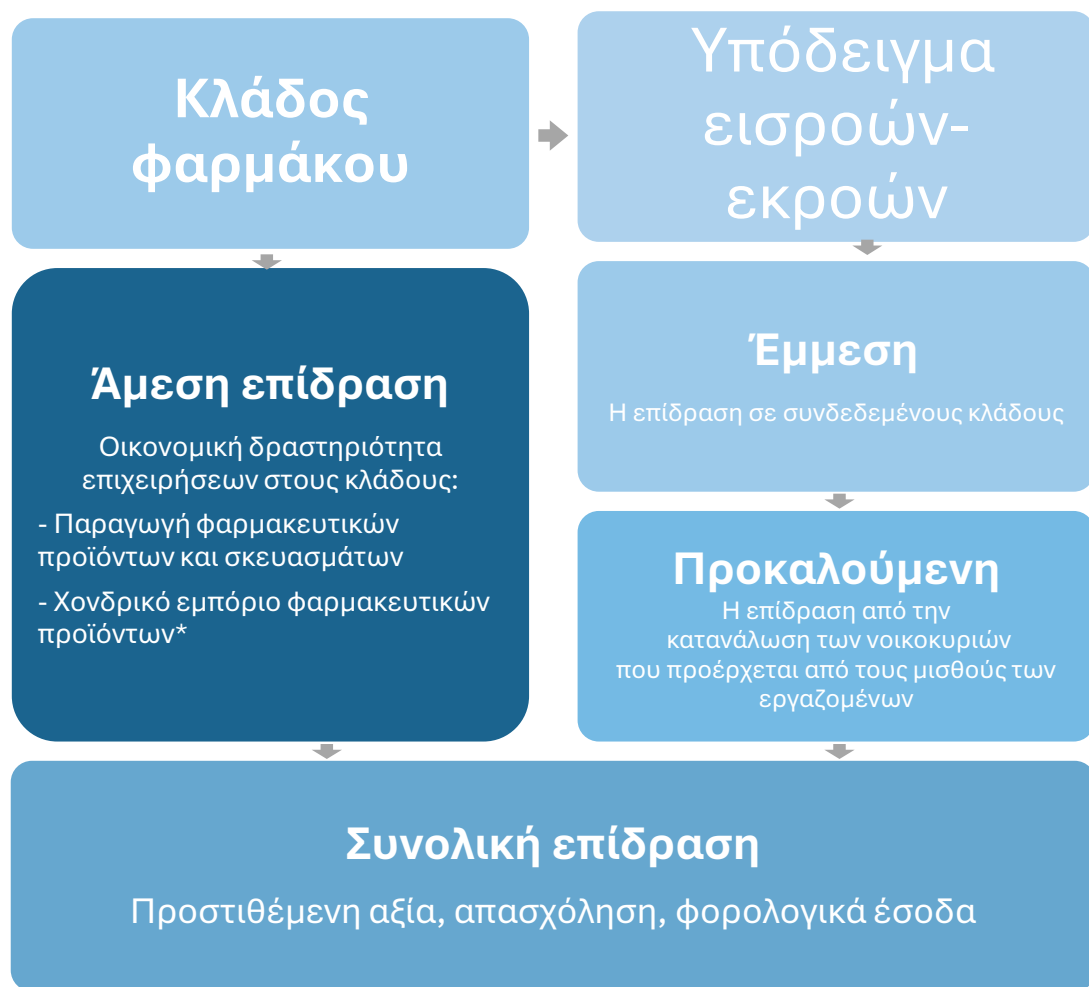 Κλάδος
φαρμάκου
Υπόδειγμα
εισροών-
εκροών
Άμεση επίδραση
Οικονομική δραστηριότητα
επιχειρήσεων στους κλάδους:
- Παραγωγή φαρμακευτικών
προϊόντων και σκευασμάτων
- Χονδρικό εμπόριο φαρμακευτικών
προϊόντων*
Έμμεση
Η επίδραση σε συνδεδεμένους κλάδους
Προκαλούμενη
Η επίδραση από την
κατανάλωση των νοικοκυριών
που προέρχεται από τους μισθούς των
εργαζομένων
Συνολική επίδραση
Προστιθέμενη αξία, απασχόληση, φορολογικά έσοδα